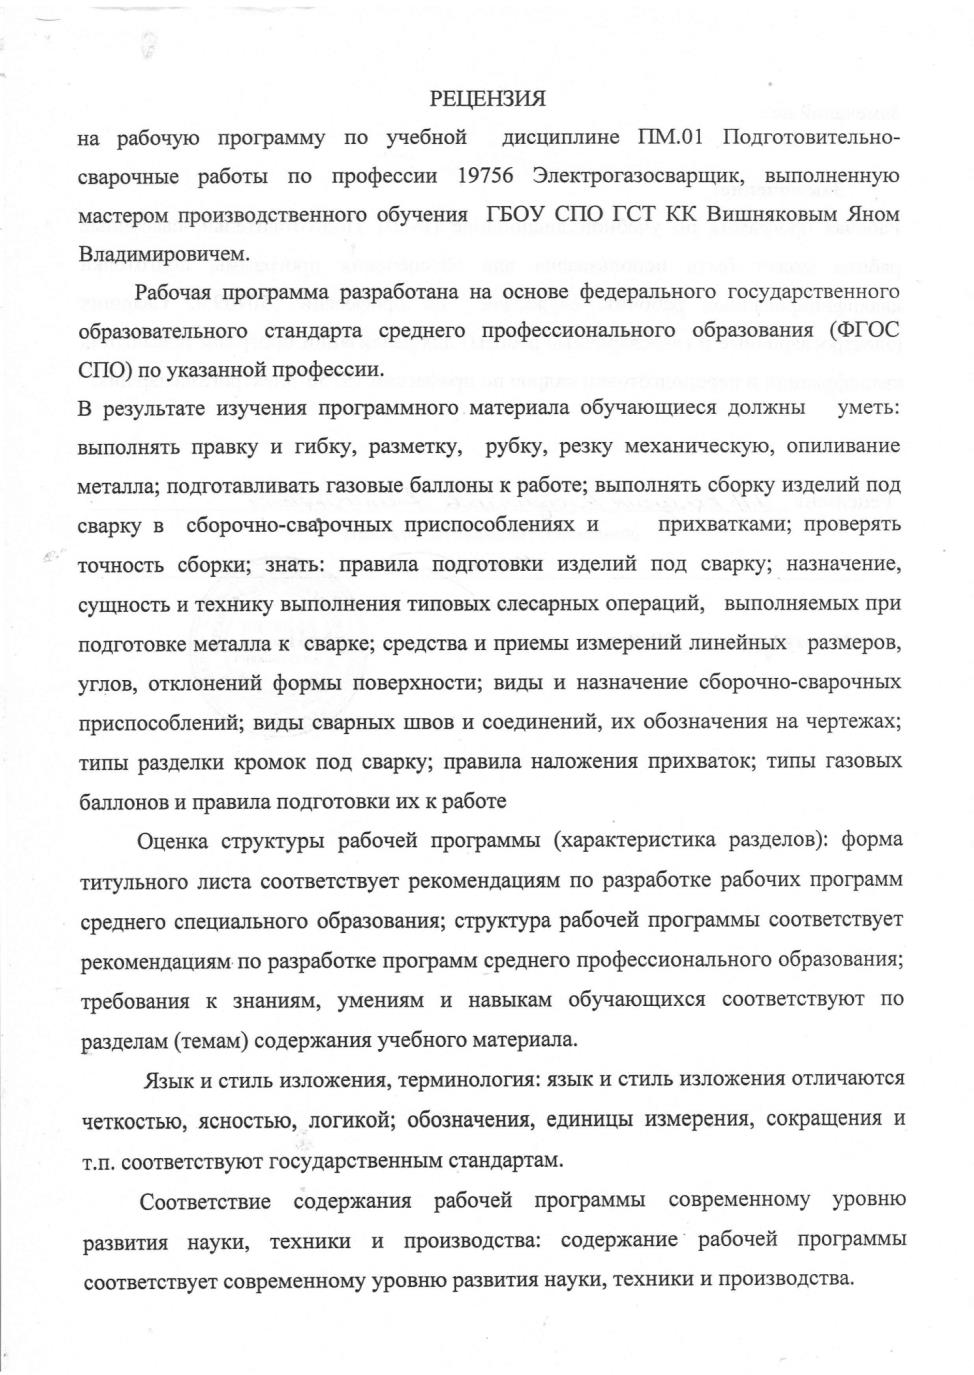 РЕЦЕНЗИЯ
на рабочую программу по учебной дисциплине ПМ.01 Подготовительно-
сварочные работы по профессии 19756 Электрогазосварщик, выполненную
мастером производственного обучения ГБОУ СПО ГСТ КК Вишняковым Яном
Владимировичем.
Рабочая программа разработана на основе федерального государственного
образовательного стандарта среднего профессионального образования (ФГОС
СПО) по указанной профессии.
В результате изучения программного материала обучающиеся должны уметь:
выполнять правку и гибку, разметку, рубку, резку механическую, опиливание
металла; подготавливать газовые баллоны к работе; выполнять сборку изделий под
сварку в сборочно-сварочных приспособлениях и прихватками; проверять
точность сборки; знать: правила подготовки изделий под сварку; назначение,
сущность и технику выполнения типовых слесарных операций, выполняемых при
подготовке металла к сварке; средства и приемы измерений линейных размеров,
углов, отклонений формы поверхности; виды и назначение сборочно-сварочных
приспособлений; виды сварных швов и соединений, их обозначения на чертежах;
типы разделки кромок под сварку; правила наложения прихваток; типы газовых
баллонов и правила подготовки их к работе
Оценка структуры рабочей программы (характеристика разделов): форма
титульного листа соответствует рекомендациям по разработке рабочих программ
среднего специального образования; структура рабочей программы соответствует
рекомендациям по разработке программ среднего профессионального образования;
требования к знаниям, умениям и навыкам обучающихся соответствуют по
разделам (темам) содержания учебного материала.
Язык и стиль изложения, терминология: язык и стиль изложения отличаются
четкостью, ясностью, логикой; обозначения, единицы измерения, сокращения и
т.п. соответствуют государственным стандартам.
Соответствие содержания рабочей программы современному уровню
развития науки, техники и производства: содержание рабочей программы
соответствует современному уровню развития науки, техники и производства.